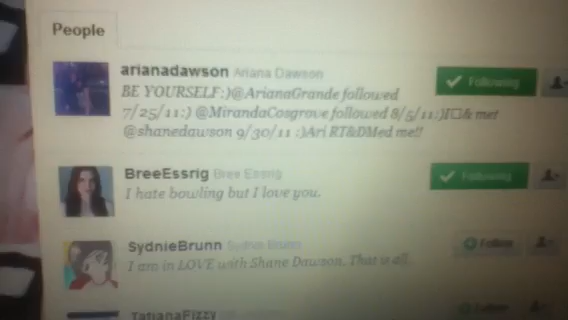 People
arianadawson Ariana Dawson
Following
BE YOURSELF:)@ArianaGrande followed
7/25/11:) @MirandaCosgrove followed 8/5/11:)I□& met
@shanedawson 9/30/11 :)Ari RT&DMed me!!
BreeEssrig Bree Essrig
Following
I hate bowling but I love you.
SydnieBrunn Sydnie Brunn
Follow
I am in LOVE with Shane Dawson. That is all.
TatianaFizzy
Follow